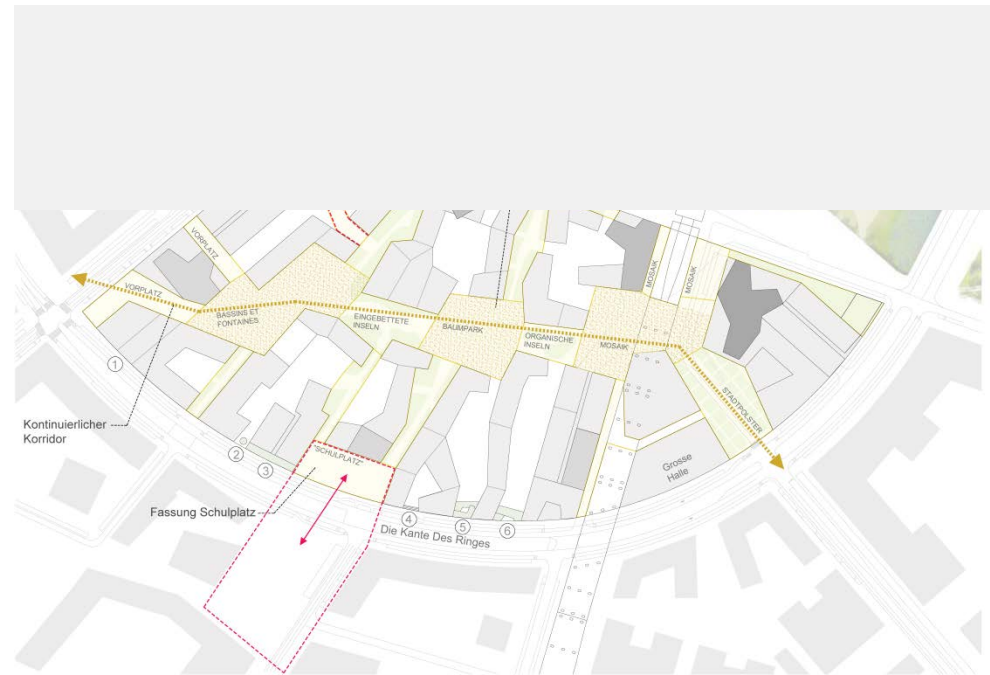 VORPLATZ
MOSAIK
MOSAIK
VORPLATZ
BASSINS ET
FONTAINES
EINGEBETTETE
INSELN
BAUMPARK
ORGANISCHE
INSELN
MOSAIK
1
STADTPOLSTER
Kontinuierlicher
Korridor
2
3
"SCHULPLATZ"
Grosse
Halle
Fassung Schulplatz
4
5
6
Die Kante Des Ringes